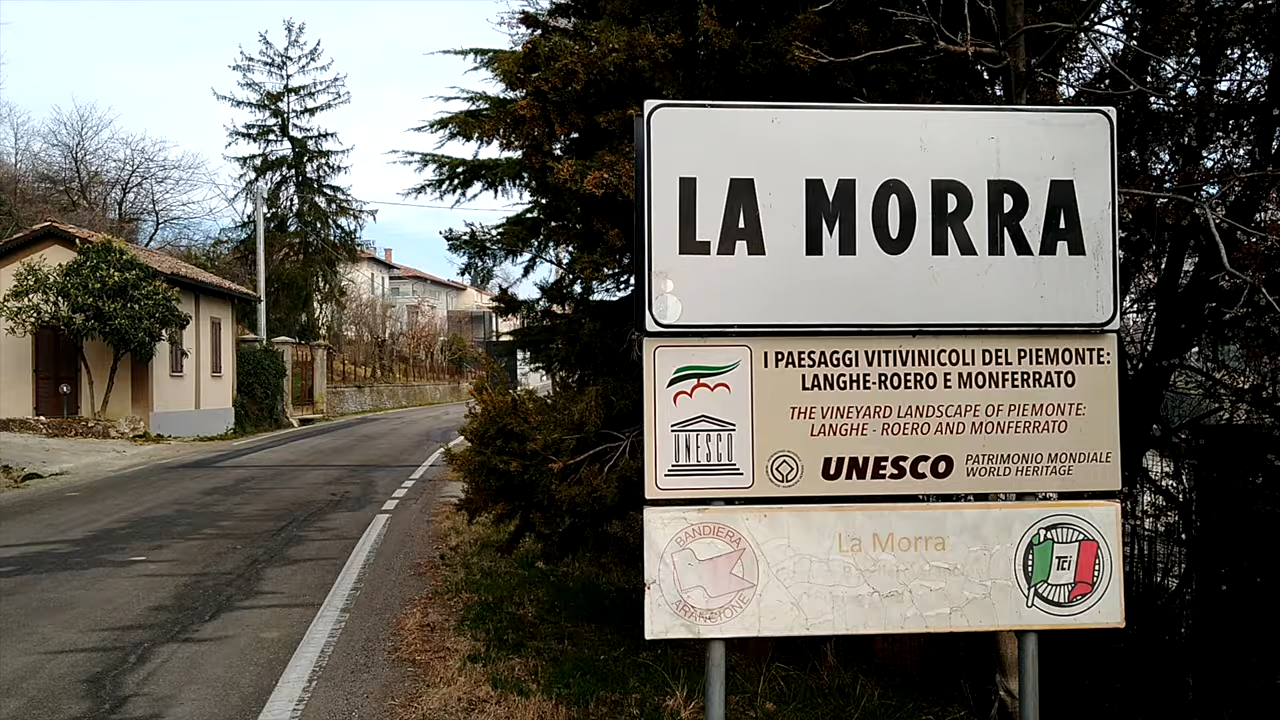 LA MORRA
I PAESAGGI VITIVINICOLI DEL PIEMONTE:
LANGHE-ROERO E MONFERRATO
THE VINEYARD LANDSCAPE OF PIEMONTE:
LANGHE - ROERO AND MONFERRATO
UNESCO
UNESCO
PATRIMONIO MONDIALE
WORLD HERITAGE
BANDIERA
ARANCIONE
La Morra
Tci